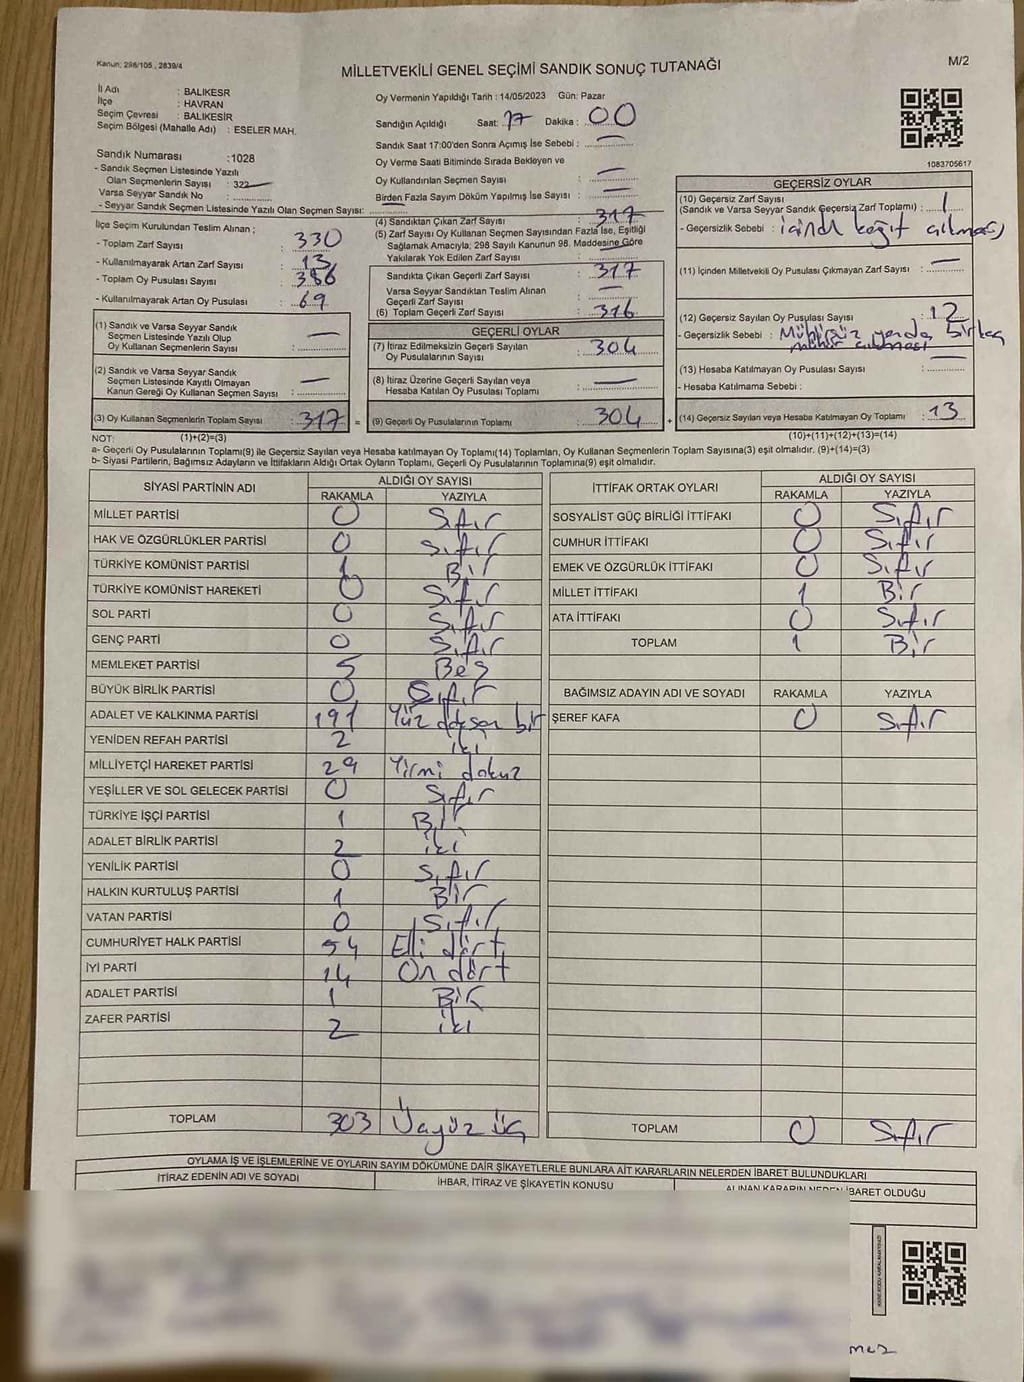 Kanun; 298/105 , 2839/4
MİLLETVEKİLİ GENEL SEÇİMİ SANDIK SONUÇ TUTANAĞI
M/2
İl Adı : BALIKESR
İlçe : HAVRAN
Seçim Çevresi : BALIKESİR
Seçim Bölgesi (Mahalle Adı) : ESELER MAH.
Sandık Numarası :1028
- Sandık Seçmen Listesinde Yazılı
Olan Seçmenlerin Sayısı : 322
Varsa Seyyar Sandık No :
- Seyyar Sandık Seçmen Listesinde Yazılı Olan Seçmen Sayısı:
Oy Vermenin Yapıldığı Tarih : 14/05/2023 Gün: Pazar
Sandığın Açıldığı Saat: 17 Dakika : 00
Sandık Saat 17:00'den Sonra Açımış İse Sebebi : —
Oy Verme Saati Bitiminde Sırada Bekleyen ve
Oy Kullandırılan Seçmen Sayısı : —
Birden Fazla Sayım Döküm Yapılmış İse Sayısı : —
1083705617
İlçe Seçim Kurulundan Teslim Alınan ;
- Toplam Zarf Sayısı : 330
- Kullanılmayarak Artan Zarf Sayısı : 13
- Toplam Oy Pusulası Sayısı : 386
- Kullanılmayarak Artan Oy Pusulası : 69
(1) Sandık ve Varsa Seyyar Sandık
Seçmen Listesinde Yazılı Olup
Oy Kullanan Seçmenlerin Sayısı : —
(2) Sandık ve Varsa Seyyar Sandık
Seçmen Listesinde Kayıtlı Olmayan
Kanun Gereği Oy Kullanan Seçmen Sayısı : —
(3) Oy Kullanan Seçmenlerin Toplam Sayısı : 317 =
(4) Sandıktan Çıkan Zarf Sayısı : 317
(5) Zarf Sayısı Oy Kullanan Seçmen Sayısından Fazla İse, Eşitliği
Sağlamak Amacıyla; 298 Sayılı Kanunun 98. Maddesine Göre
Yakılarak Yok Edilen Zarf Sayısı :
Sandıkta Çıkan Geçerli Zarf Sayısı : 317
Varsa Seyyar Sandıktan Teslim Alınan
Geçerli Zarf Sayısı : —
(6) Toplam Geçerli Zarf Sayısı : 316
GEÇERLİ OYLAR
(7) İtiraz Edilmeksizin Geçerli Sayılan
Oy Pusulalarının Sayısı : 304
(8) İtiraz Üzerine Geçerli Sayılan veya
Hesaba Katılan Oy Pusulası Toplamı : —
(9) Geçerli Oy Pusulalarının Toplamı : 304 +
GEÇERSİZ OYLAR
(10) Geçersiz Zarf Sayısı
(Sandık ve Varsa Seyyar Sandık Geçersiz Zarf Toplamı) : 1
- Geçersizlik Sebebi : kağıt
(11) İçinden Milletvekili Oy Pusulası Çıkmayan Zarf Sayısı : —
(12) Geçersiz Sayılan Oy Pusulası Sayısı : 12
- Geçersizlik Sebebi : Mühürsüz
(13) Hesaba Katılmayan Oy Pusulası Sayısı : —
- Hesaba Katılmama Sebebi :
(14) Geçersiz Sayılan veya Hesaba Katılmayan Oy Toplamı : 13
NOT: (1)+(2)=(3)
(10)+(11)+(12)+(13)=(14)
a- Geçerli Oy Pusulalarının Toplamı(9) ile Geçersiz Sayılan veya Hesaba katılmayan Oy Toplamı(14) Toplamları, Oy Kullanan Seçmenlerin Toplam Sayısına(3) eşit olmalıdır. (9)+(14)=(3)
b- Siyasi Partilerin, Bağımsız Adayların ve İttifakların Aldığı Ortak Oyların Toplamı, Geçerli Oy Pusulalarının Toplamına(9) eşit olmalıdır.
SİYASİ PARTİNİN ADI
ALDIĞI OY SAYISI
RAKAMLA YAZIYLA
MİLLET PARTİSİ 0 Sıfır
HAK VE ÖZGÜRLÜKLER PARTİSİ 0 Sıfır
TÜRKİYE KOMÜNİST PARTİSİ 1 Bir
TÜRKİYE KOMÜNİST HAREKETİ 0 Sıfır
SOL PARTİ 0 Sıfır
GENÇ PARTİ 0 Sıfır
MEMLEKET PARTİSİ 5 Beş
BÜYÜK BİRLİK PARTİSİ 0 Sıfır
ADALET VE KALKINMA PARTİSİ 191 Yüz bir
YENİDEN REFAH PARTİSİ 2 iki
MİLLİYETÇİ HAREKET PARTİSİ 29 Yirmi dokuz
YEŞİLLER VE SOL GELECEK PARTİSİ 0 Sıfır
TÜRKİYE İŞÇİ PARTİSİ 1 Bir
ADALET BİRLİK PARTİSİ 2 iki
YENİLİK PARTİSİ 0 Sıfır
HALKIN KURTULUŞ PARTİSİ 1 Bir
VATAN PARTİSİ 0 Sıfır
CUMHURİYET HALK PARTİSİ 54 Elli dört
İYİ PARTİ 14 On dört
ADALET PARTİSİ 1 Bir
ZAFER PARTİSİ 2 iki
TOPLAM 303 Üçyüz üç
İTTİFAK ORTAK OYLARI
ALDIĞI OY SAYISI
RAKAMLA YAZIYLA
SOSYALİST GÜÇ BİRLİĞİ İTTİFAKI 0 Sıfır
CUMHUR İTTİFAKI 0 Sıfır
EMEK VE ÖZGÜRLÜK İTTİFAKI 0 Sıfır
MİLLET İTTİFAKI 1 Bir
ATA İTTİFAKI 0 Sıfır
TOPLAM 1 Bir
BAĞIMSIZ ADAYIN ADI VE SOYADI RAKAMLA YAZIYLA
ŞEREF KAFA 0 Sıfır
TOPLAM 0 Sıfır
OYLAMA İŞ VE İŞLEMLERİNE VE OYLARIN SAYIM DÖKÜMÜNE DAİR ŞİKAYETLERLE BUNLARA AİT KARARLARIN NELERDEN İBARET BULUNDUKLARI
İTİRAZ EDENİN ADI VE SOYADI
İHBAR, İTİRAZ VE ŞİKAYETİN KONUSU
ALINAN KARARIN NEDEN İBARET OLDUĞU